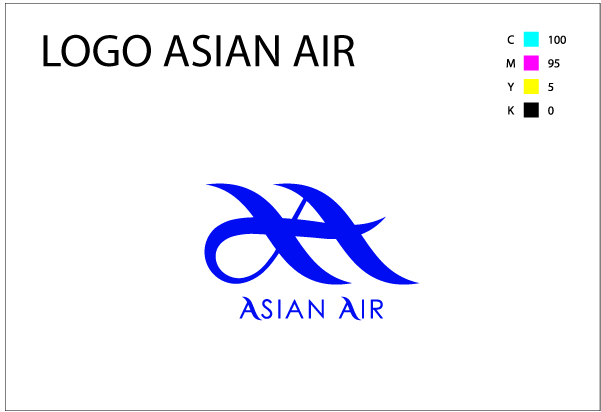 LOGO ASIAN AIR
C 100
M 95
Y 5
K 0
ASIAN AIR